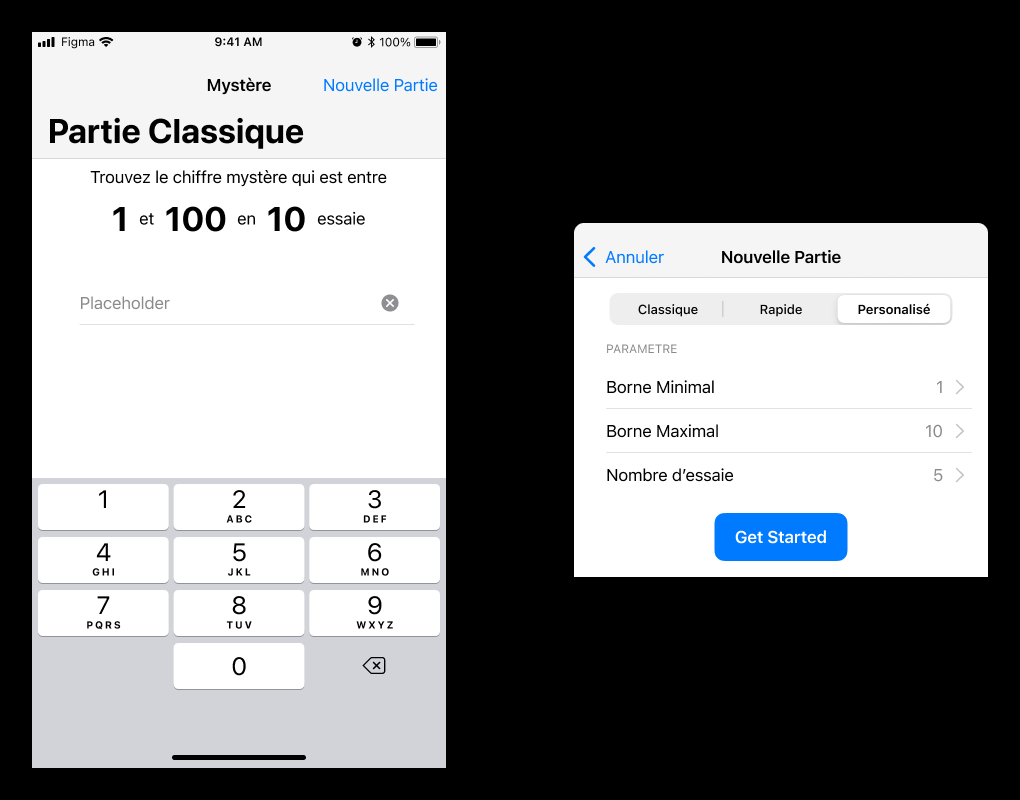 Figma 9:41 AM 100%
Mystère Nouvelle Partie
Partie Classique
Trouvez le chiffre mystère qui est entre
1 et 100 en 10 essaie
Placeholder
1 2 3
ABC DEF
4 5 6
GHI JKL MNO
7 8 9
PQRS TUV WXYZ
0
Annuler Nouvelle Partie
Classique Rapide Personalisé
PARAMETRE
Borne Minimal 1
Borne Maximal 10
Nombre d’essaie 5
Get Started